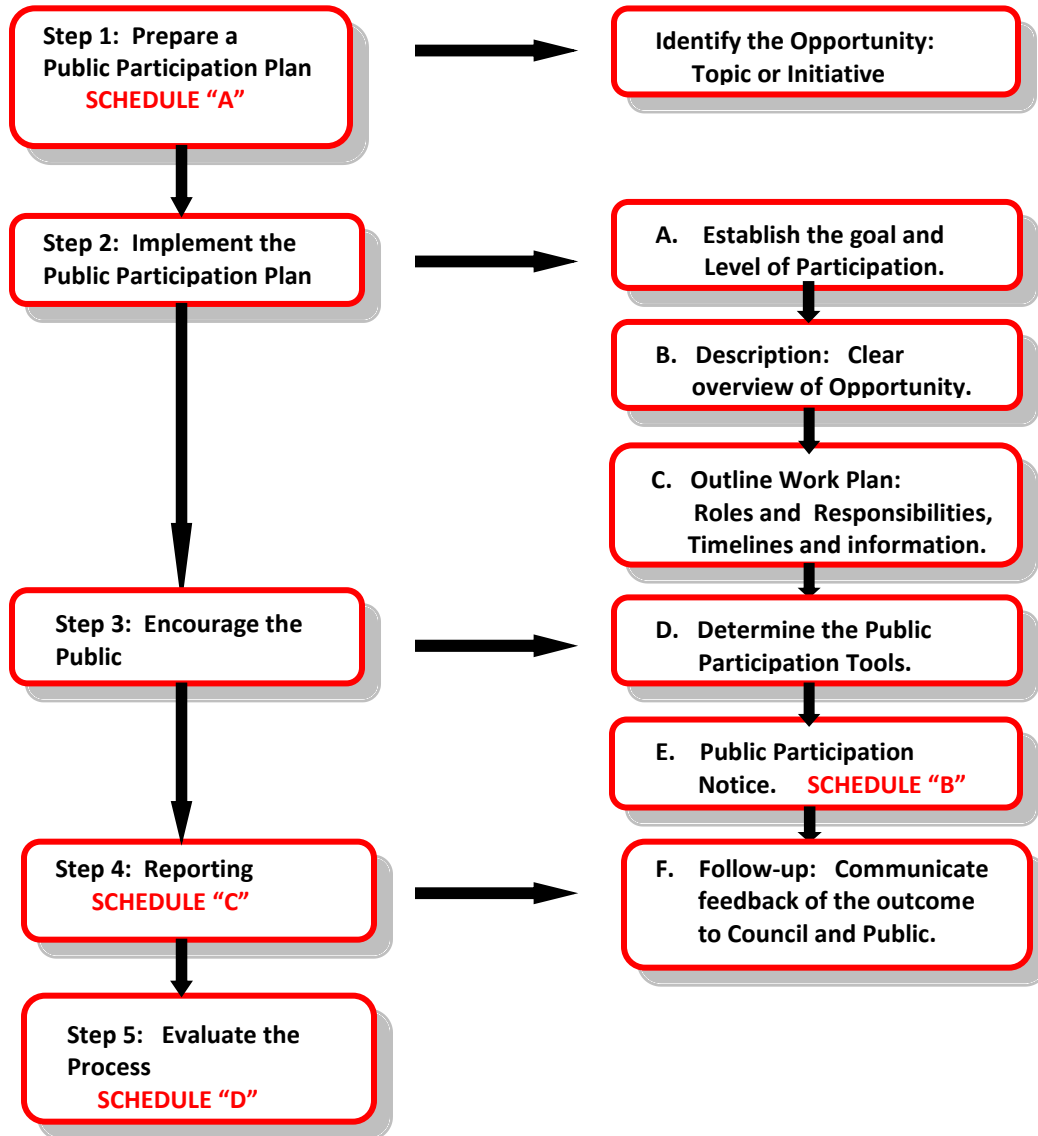 Step 1: Prepare a
Public Participation Plan
SCHEDULE “A”
Identify the Opportunity:
Topic or Initiative
Step 2: Implement the
Public Participation Plan
A. Establish the goal and
Level of Participation.
B. Description: Clear
overview of Opportunity.
C. Outline Work Plan:
Roles and Responsibilities,
Timelines and information.
Step 3: Encourage the
Public
D. Determine the Public
Participation Tools.
E. Public Participation
Notice. SCHEDULE “B”
Step 4: Reporting
SCHEDULE “C”
F. Follow-up: Communicate
feedback of the outcome
to Council and Public.
Step 5: Evaluate the
Process
SCHEDULE “D”